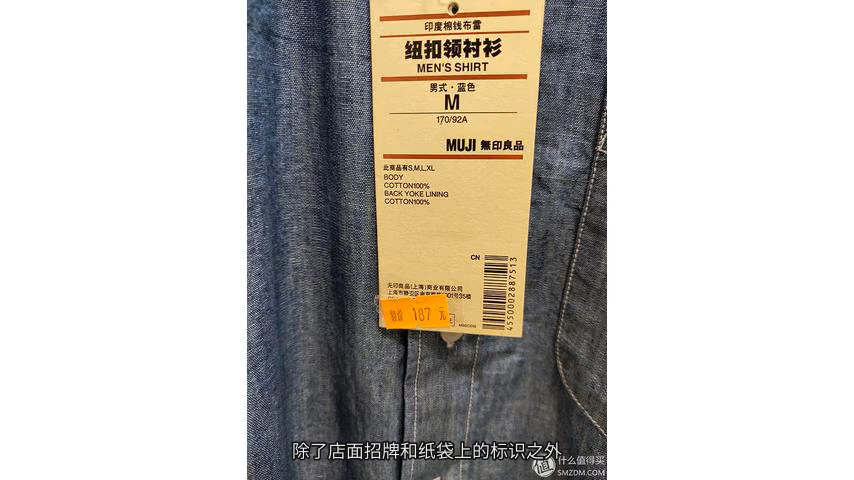 印度棉钱布雷
纽扣领衬衫
MEN'S SHIRT
男式·蓝色
M
170/92A
MUJI 無印良品
此商品有S,M,L,XL
BODY
COTTON100%
BACK YOKE LINING
COTTON100%
CN
4550002887513
无印良品(上海)商业有限公司
187 元
除了店面招牌和纸袋上的标识之外
什么值得买
SMZDM.COM